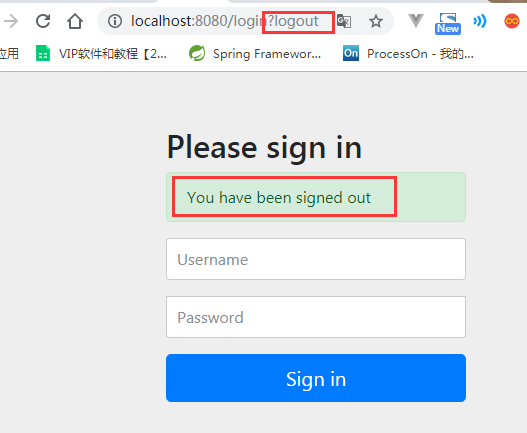 localhost:8080/login?logout
New
应用 VIP软件和教程【2... Spring Framewor... On ProcessOn - 我的...
Please sign in
You have been signed out
Username
Password
Sign in